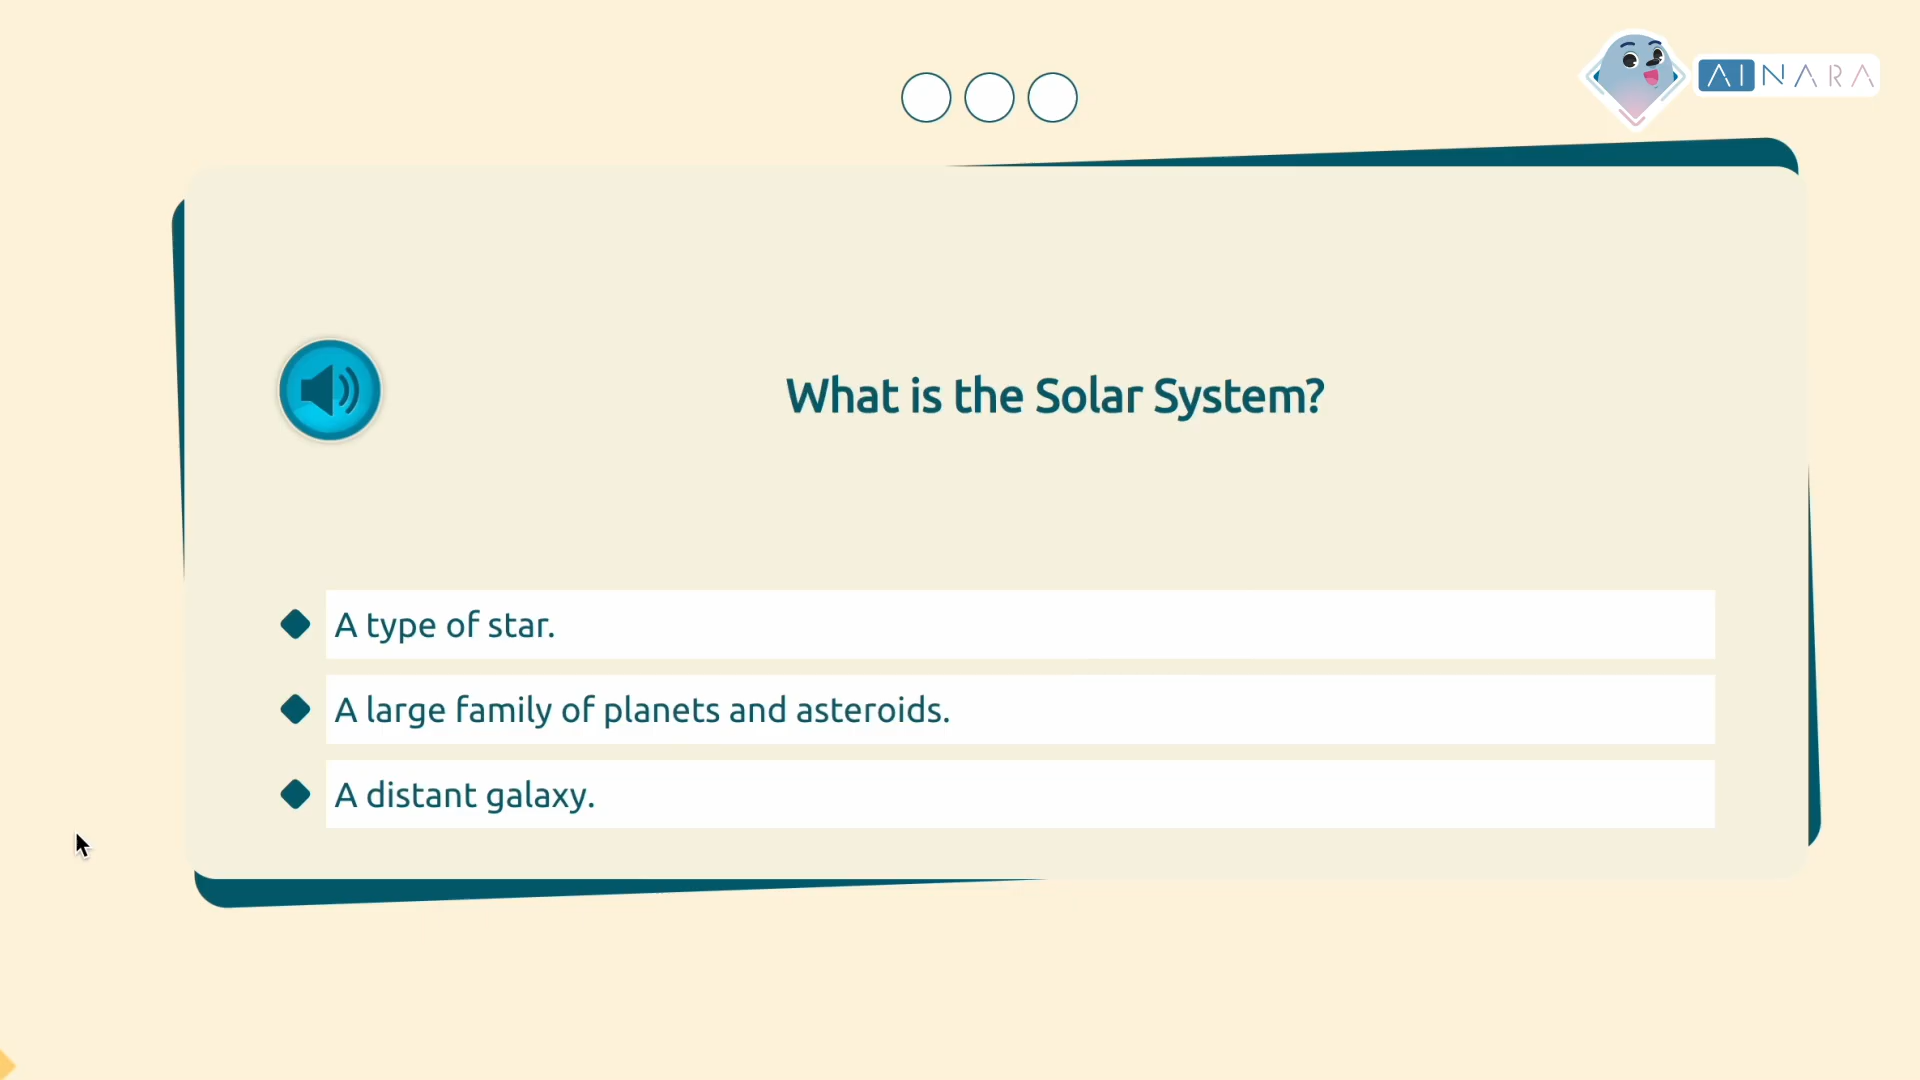 AINARA
What is the Solar System?
A type of star.
A large family of planets and asteroids.
A distant galaxy.